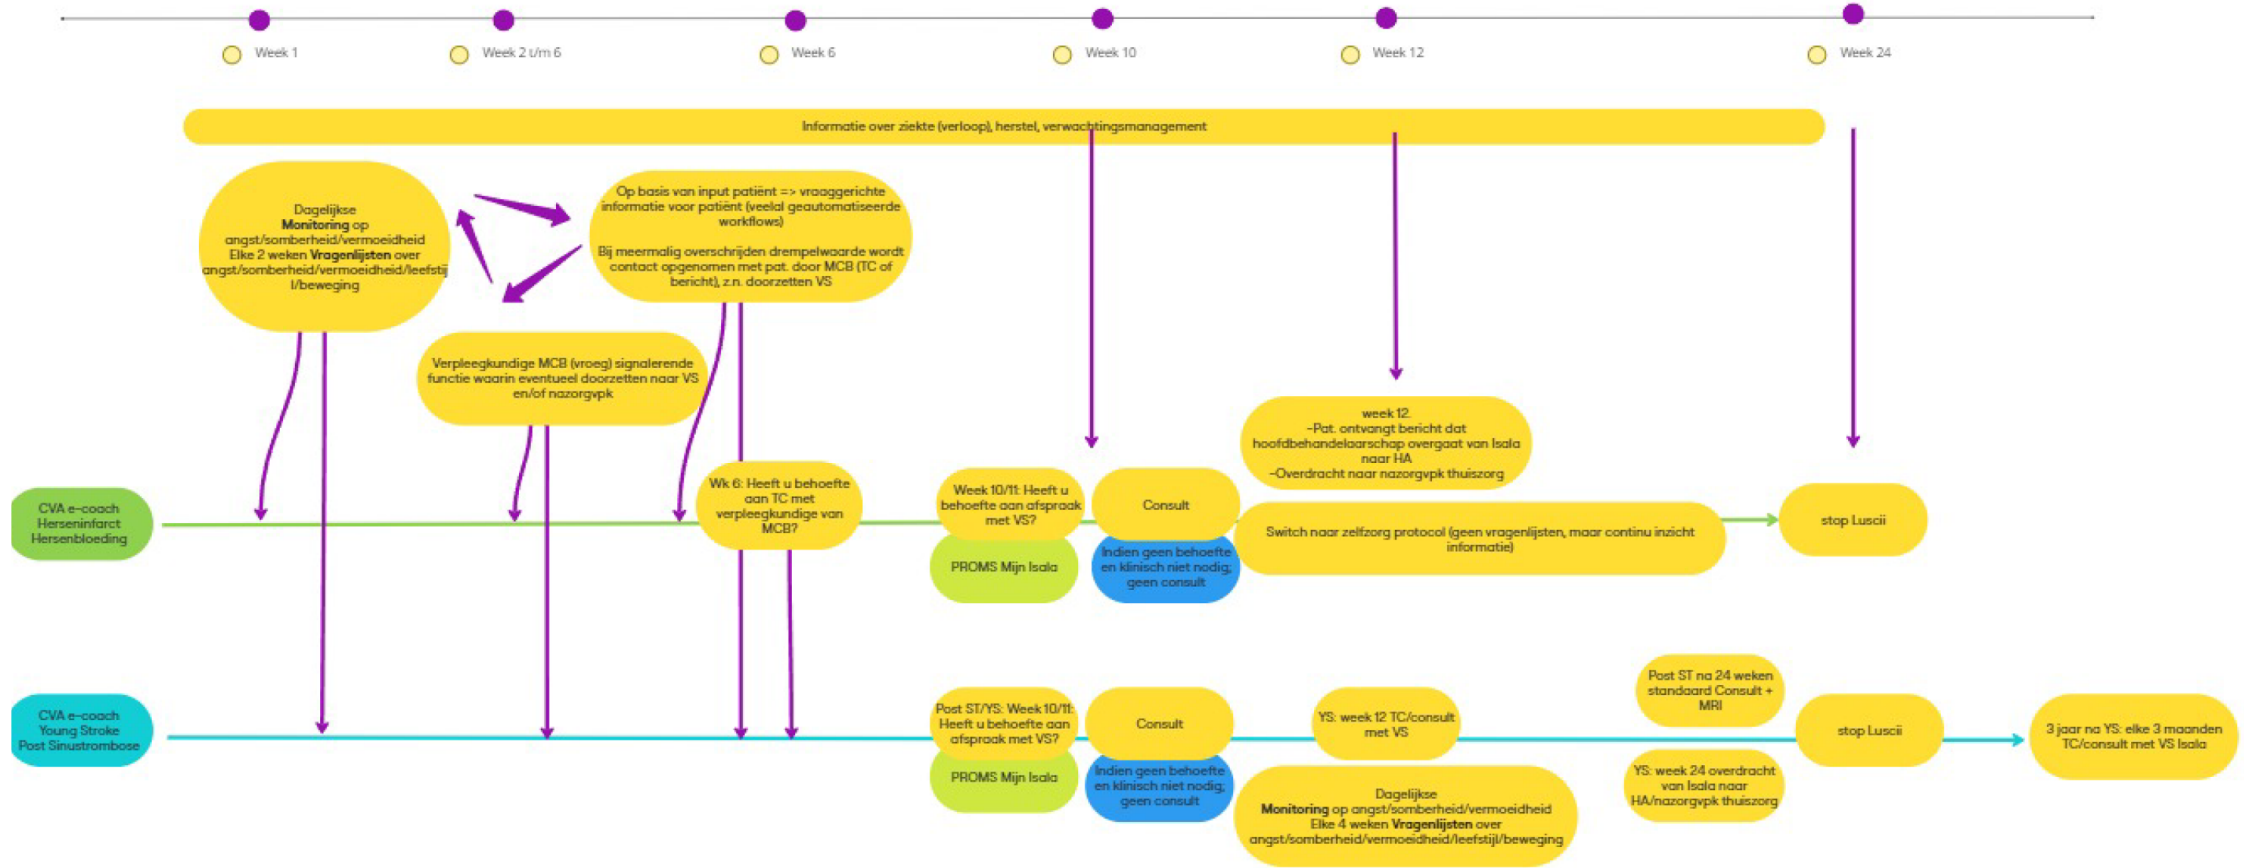 Week 1
Week 2 t/m 6
Week 6
Week 10
Week 12
Week 24
Informatie over ziekte (verloop), herstel, verwachtingsmanagement
Dagelijkse
Monitoring op
angst/somberheid/vermoeidheid
Elke 2 weken Vragenlijsten over
angst/somberheid/vermoeidheid/leefstij
l/beweging
Op basis van input patiënt => vraaggerichte
informatie voor patiënt (veelal geautomatiseerde
workflows)
Bij meermalig overschrijden drempelwaarde wordt
contact opgenomen met pat. door MCB (TC of
bericht), z.n. doorzetten VS
Verpleegkundige MCB (vroeg) signalerende
functie waarin eventueel doorzetten naar VS
en/of nazorgvpk
week 12.
-Pat. ontvangt bericht dat
hoofdbehandelaarschap overgaat van Isala
naar HA
-Overdracht naar nazorgvpk thuiszorg
CVA e-coach
Herseninfarct
Hersenbloeding
Wk 6: Heeft u behoefte
aan TC met
verpleegkundige van
MCB?
Week 10/11: Heeft u
behoefte aan afspraak
met VS?
PROMS Mijn Isala
Consult
Indien geen behoefte
en klinisch niet nodig;
geen consult
Switch naar zelfzorg protocol (geen vragenlijsten, maar continu inzicht
informatie)
stop Luscii
CVA e-coach
Young Stroke
Post Sinustrombose
Post ST/YS: Week 10/11:
Heeft u behoefte aan
afspraak met VS?
PROMS Mijn Isala
Consult
Indien geen behoefte
en klinisch niet nodig;
geen consult
YS: week 12 TC/consult
met VS
Dagelijkse
Monitoring op angst/somberheid/vermoeidheid
Elke 4 weken Vragenlijsten over
angst/somberheid/vermoeidheid/leefstijl/beweging
Post ST na 24 weken
standaard Consult +
MRI
YS: week 24 overdracht
van Isala naar
HA/nazorgvpk thuiszorg
stop Luscii
3 jaar na YS: elke 3 maanden
TC/consult met VS Isala